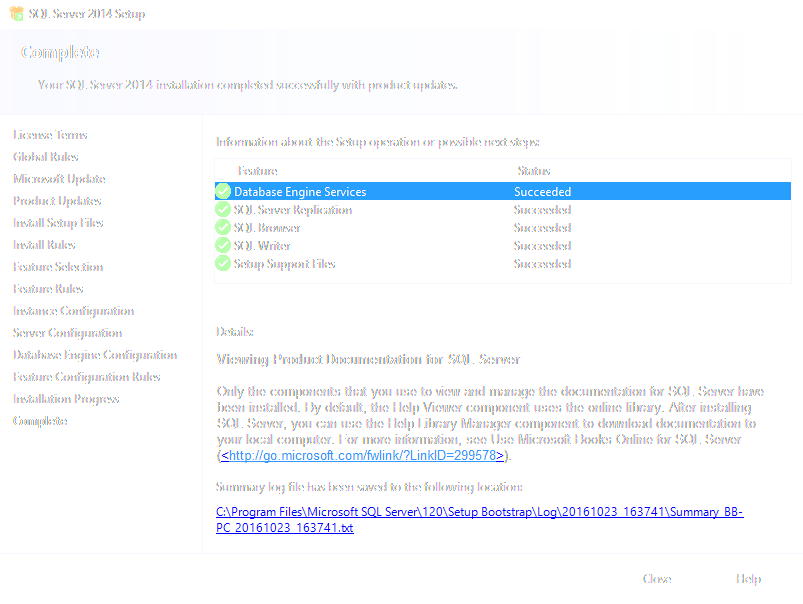 SQL Server 2014 Setup
Complete
Your SQL Server 2014 installation completed successfully with product updates.
License Terms
Global Rules
Microsoft Update
Product Updates
Install Setup Files
Install Rules
Feature Selection
Feature Rules
Instance Configuration
Server Configuration
Database Engine Configuration
Feature Configuration Rules
Installation Progress
Complete
Information about the Setup operation or possible next steps:
Feature Status
Database Engine Services Succeeded
SQL Server Replication Succeeded
SQL Browser Succeeded
SQL Writer Succeeded
Setup Support Files Succeeded
Details:
Viewing Product Documentation for SQL Server
Only the components that you use to view and manage the documentation for SQL Server have
been installed. By default, the Help Viewer component uses the online library. After installing
SQL Server, you can use the Help Library Manager component to download documentation to
your local computer. For more information, see Use Microsoft Books Online for SQL Server
(<http://go.microsoft.com/fwlink/?LinkID=299578>).
Summary log file has been saved to the following location:
C:\Program Files\Microsoft SQL Server\120\Setup Bootstrap\Log\20161023_163741\Summary_BB-
PC_20161023_163741.txt
Close Help